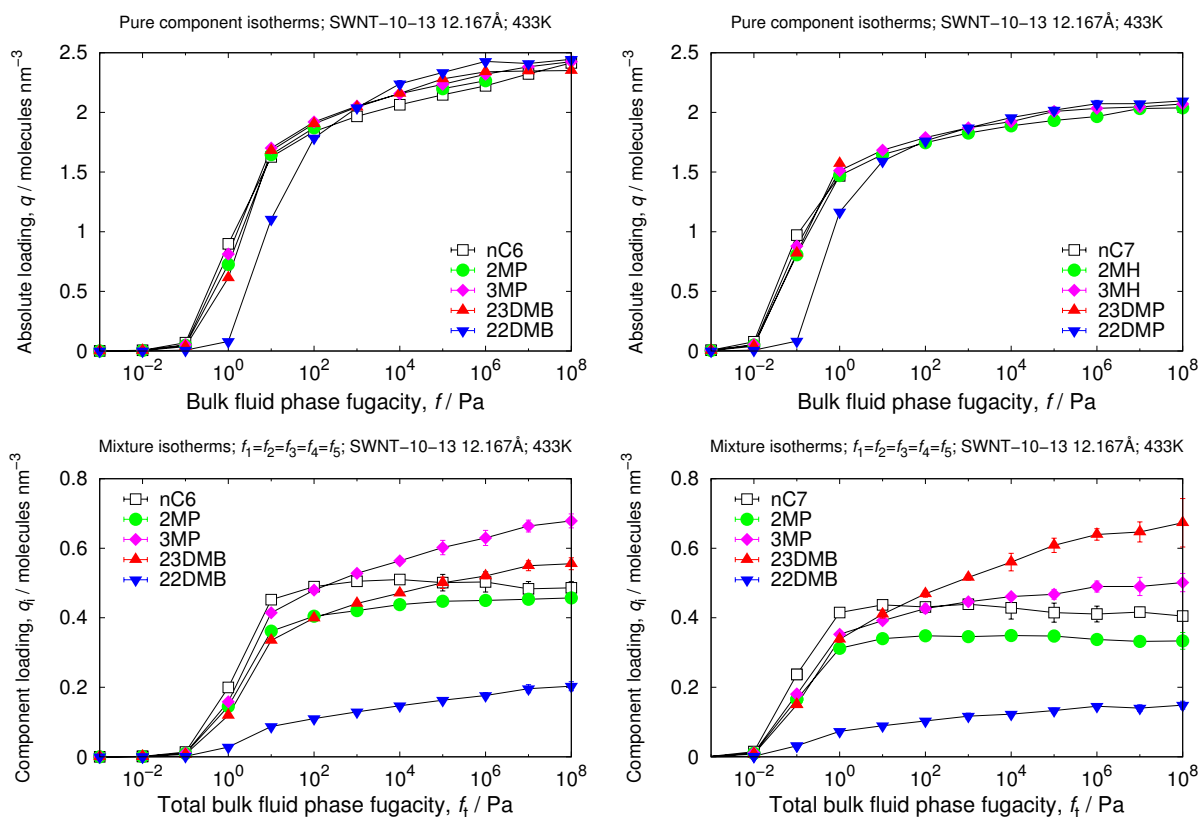 Pure component isotherms; SWNT−10−13 12.167Å; 433K
Absolute loading, q / molecules nm⁻³
2.5
2
1.5
1
0.5
0
nC6
2MP
3MP
23DMB
22DMB
10⁻² 10⁰ 10² 10⁴ 10⁶ 10⁸
Bulk fluid phase fugacity, f / Pa
Pure component isotherms; SWNT−10−13 12.167Å; 433K
Absolute loading, q / molecules nm⁻³
2.5
2
1.5
1
0.5
0
nC7
2MH
3MH
23DMP
22DMP
10⁻² 10⁰ 10² 10⁴ 10⁶ 10⁸
Bulk fluid phase fugacity, f / Pa
Mixture isotherms; f₁=f₂=f₃=f₄=f₅; SWNT−10−13 12.167Å; 433K
Component loading, qᵢ / molecules nm⁻³
0.8
0.6
0.4
0.2
0
nC6
2MP
3MP
23DMB
22DMB
10⁻² 10⁰ 10² 10⁴ 10⁶ 10⁸
Total bulk fluid phase fugacity, fₜ / Pa
Mixture isotherms; f₁=f₂=f₃=f₄=f₅; SWNT−10−13 12.167Å; 433K
Component loading, qᵢ / molecules nm⁻³
0.8
0.6
0.4
0.2
0
nC7
2MP
3MP
23DMB
22DMB
10⁻² 10⁰ 10² 10⁴ 10⁶ 10⁸
Total bulk fluid phase fugacity, fₜ / Pa